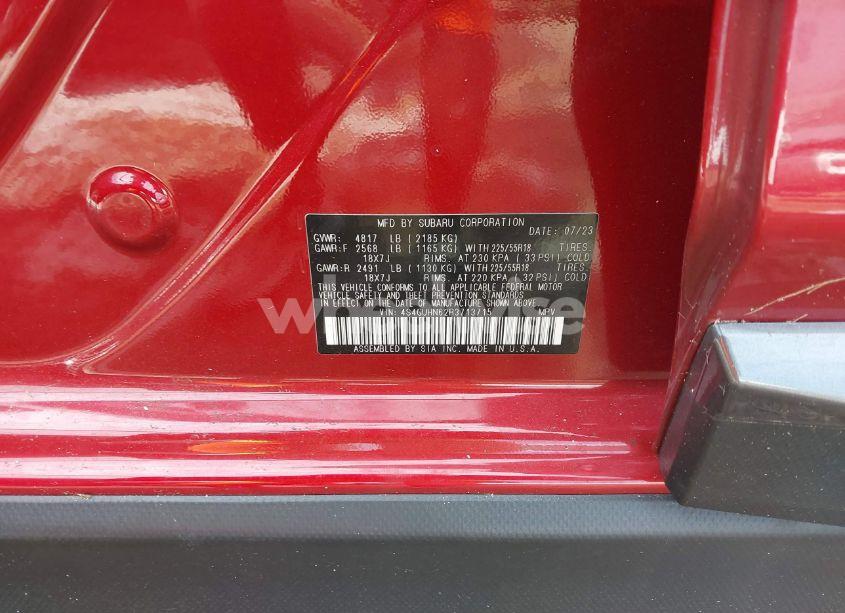 MFD BY SUBARU CORPORATION
DATE: 07/23
GVWR: 4817 LB (2185 KG)
GAWR:F 2568 LB (1165 KG) WITH 225/55R18 TIRES
18X7J RIMS. AT 230 KPA (33 PSI) COLD
GAWR:R 2491 LB (1130 KG) WITH 225/55R18 TIRES
18X7J RIMS. AT 220 KPA (32 PSI) COLD
THIS VEHICLE CONFORMS TO ALL APPLICABLE FEDERAL MOTOR
VEHICLE SAFETY AND THEFT PREVENTION STANDARDS
IN EFFECT ON THE DATE OF MANUFACTURE SHOWN ABOVE.
VIN: 4S4GUHN62R3713715 MPV
ASSEMBLED BY SIA INC. MADE IN U.S.A.